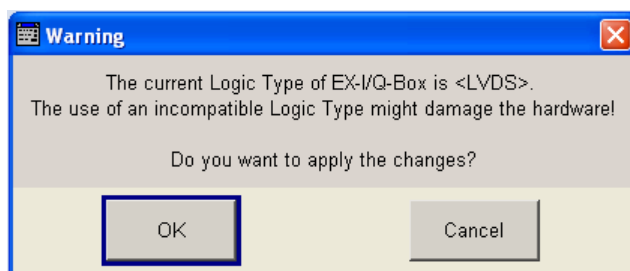 Warning
The current Logic Type of EX-I/Q-Box is <LVDS>.
The use of an incompatible Logic Type might damage the hardware!
Do you want to apply the changes?
OK
Cancel